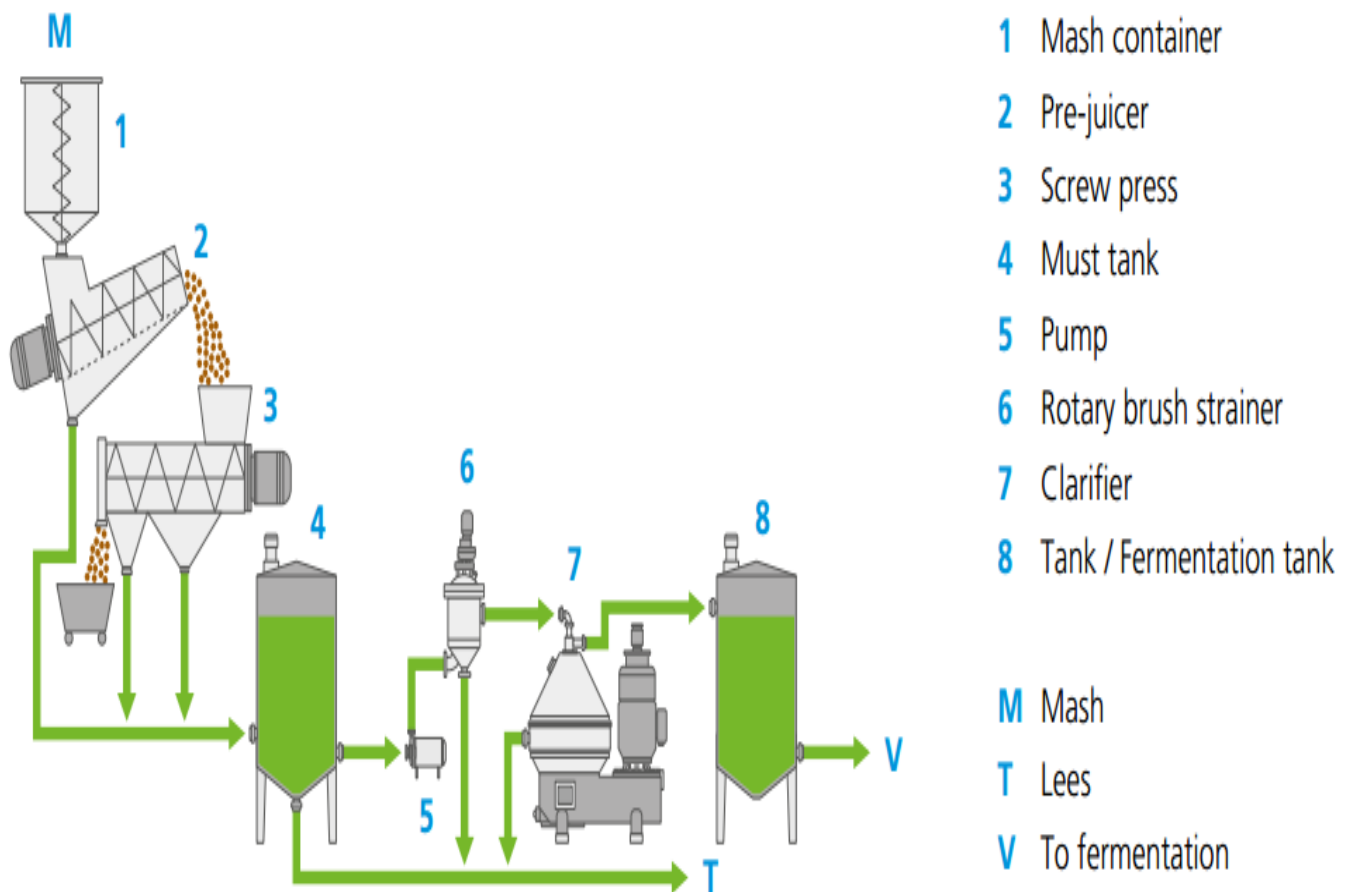 M
1
2
3
4
5
6
7
8
V
T
1 Mash container
2 Pre-juicer
3 Screw press
4 Must tank
5 Pump
6 Rotary brush strainer
7 Clarifier
8 Tank / Fermentation tank
M Mash
T Lees
V To fermentation